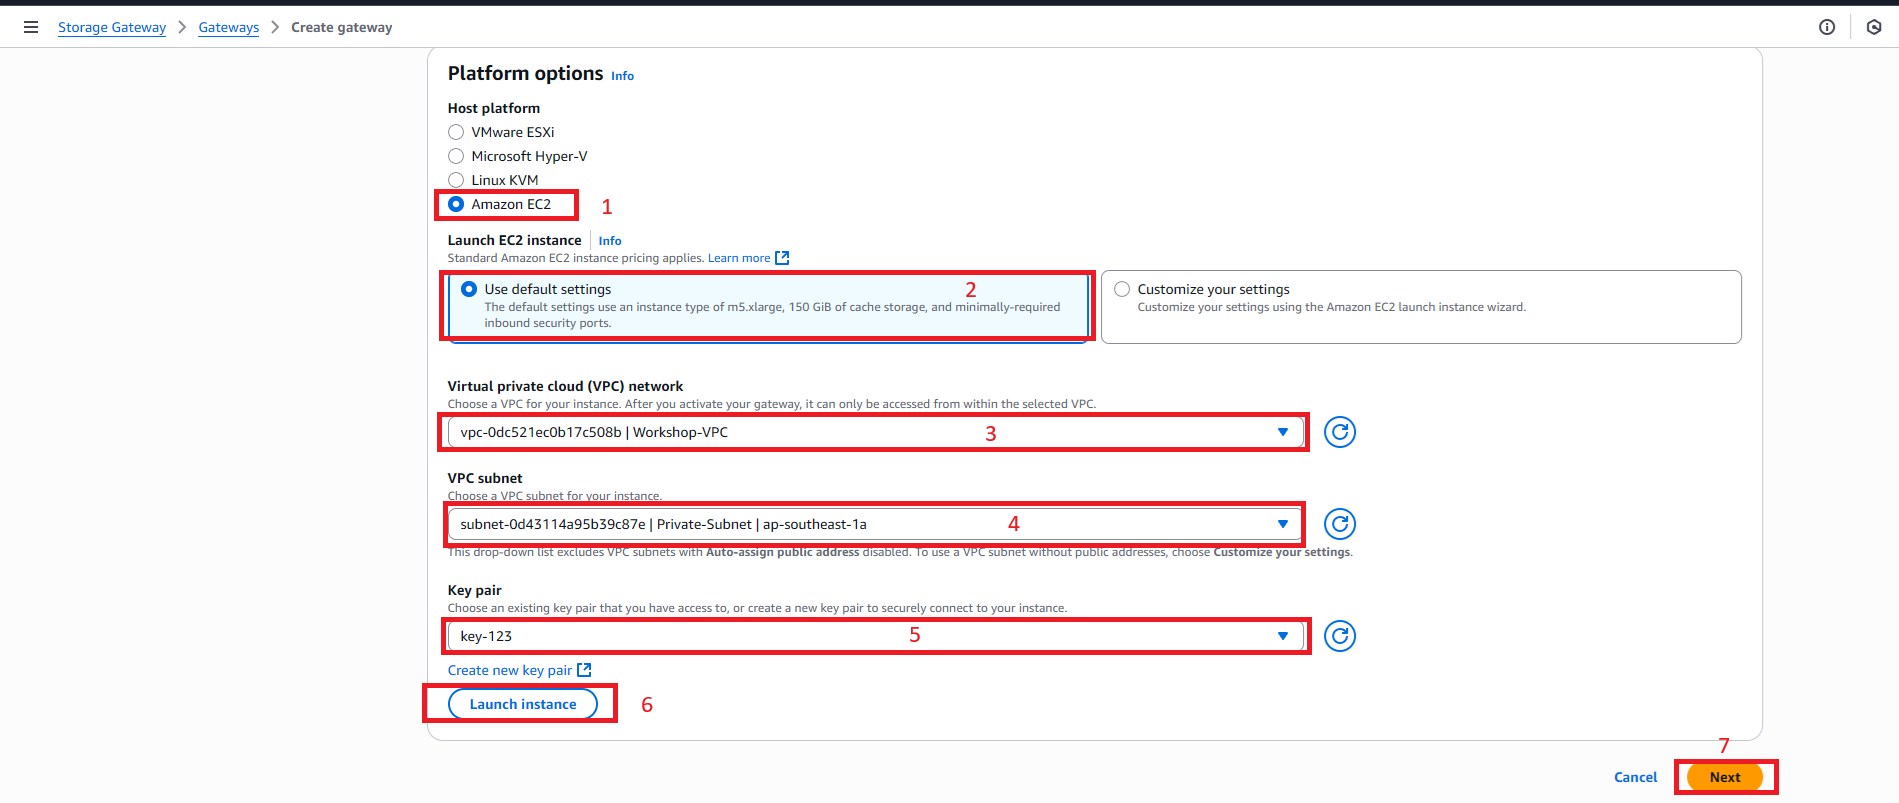 Storage Gateway > Gateways > Create gateway
Platform options Info
Host platform
VMware ESXi
Microsoft Hyper-V
Linux KVM
Amazon EC2 1
Launch EC2 instance | Info
Standard Amazon EC2 instance pricing applies. Learn more
Use default settings 2
The default settings use an instance type of m5.xlarge, 150 GiB of cache storage, and minimally-required
inbound security ports.
Customize your settings
Customize your settings using the Amazon EC2 launch instance wizard.
Virtual private cloud (VPC) network
Choose a VPC for your instance. After you activate your gateway, it can only be accessed from within the selected VPC.
vpc-0dc521ec0b17c508b | Workshop-VPC 3
VPC subnet
Choose a VPC subnet for your instance.
subnet-0d43114a95b39c87e | Private-Subnet | ap-southeast-1a 4
This drop-down list excludes VPC subnets with Auto-assign public address disabled. To use a VPC subnet without public addresses, choose Customize your settings.
Key pair
Choose an existing key pair that you have access to, or create a new key pair to securely connect to your instance.
key-123 5
Create new key pair
Launch instance 6
7
Cancel Next